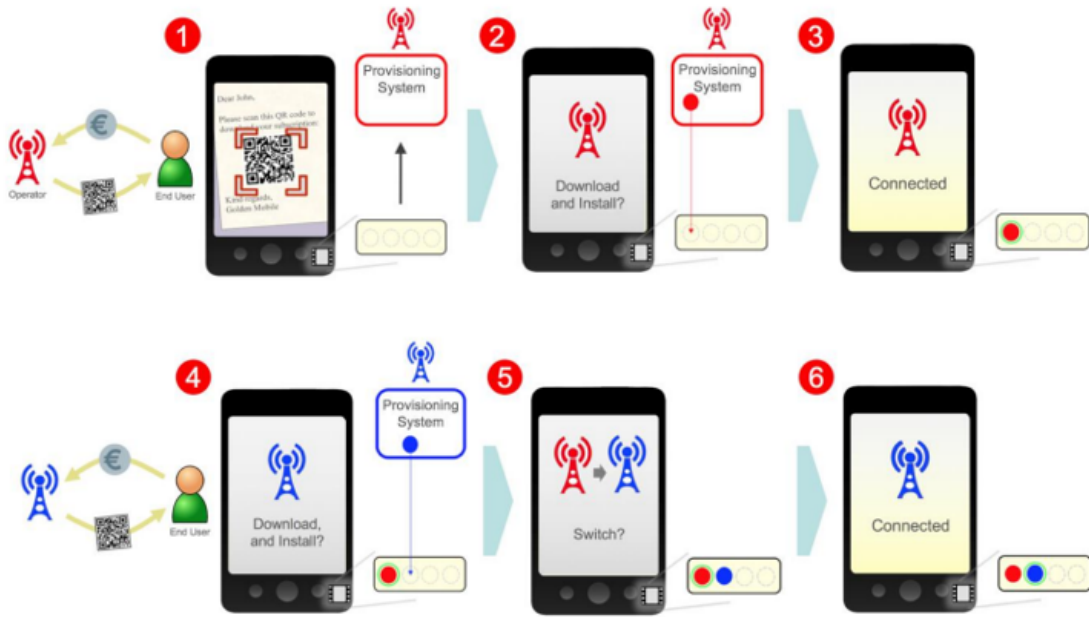 1
Provisioning
System
Dear John,
Please scan this QR code to
download your subscription:
Kind regards,
Golden Mobile
€
Operator
End User
2
Provisioning
System
Download
and Install?
3
Connected
4
Provisioning
System
€
End User
Download,
and Install?
5
Switch?
6
Connected